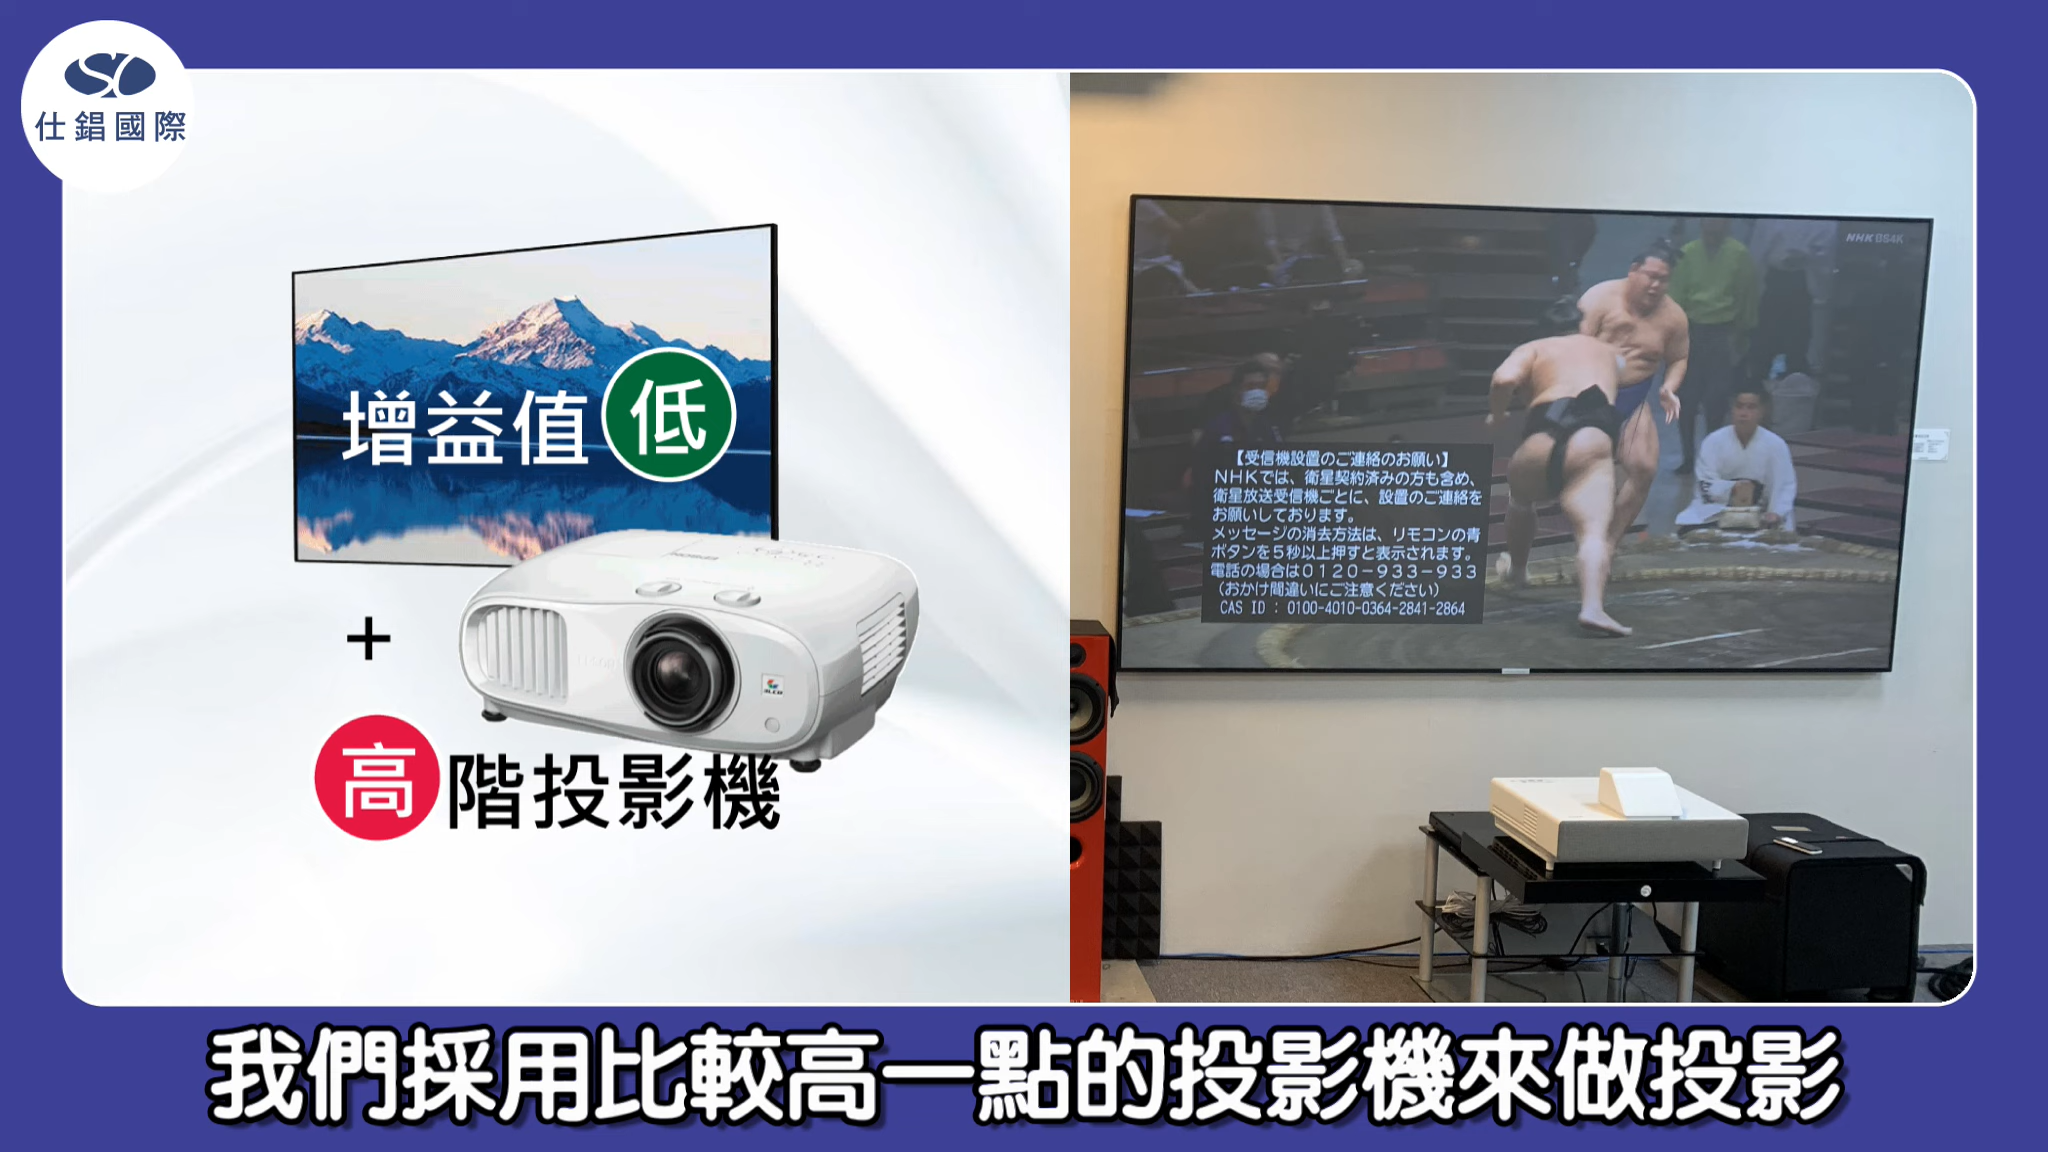 仕錩國際
增益值低
+
高階投影機
NHK BS4K
【受信機設置のご連絡のお願い】
NHKでは、衛星契約済みの方も含め、
衛星放送受信機ごとに、設置のご連絡を
お願いしております。
メッセージの消去方法は、リモコンの青
ボタンを5秒以上押すと表示されます。
電話の場合は0120-933-933
(おかけ間違いにご注意ください)
CAS ID : 0100-4010-0364-2841-2864
我們採用比較高一點的投影機來做投影